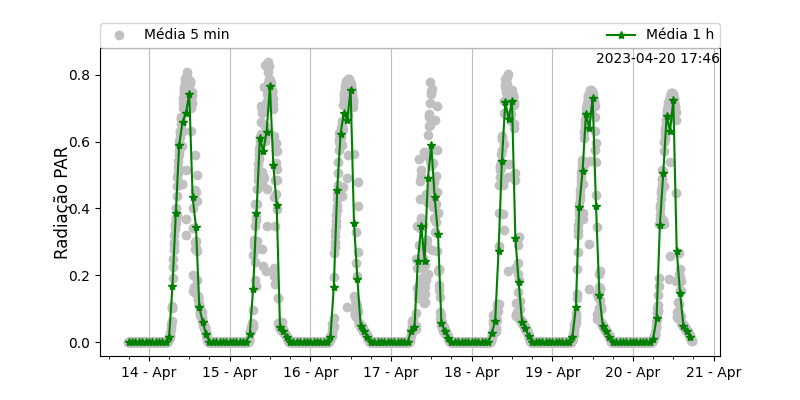 Média 5 min
Média 1 h
2023-04-20 17:46
Radiação PAR
0.8
0.6
0.4
0.2
0.0
14 - Apr
15 - Apr
16 - Apr
17 - Apr
18 - Apr
19 - Apr
20 - Apr
21 - Apr